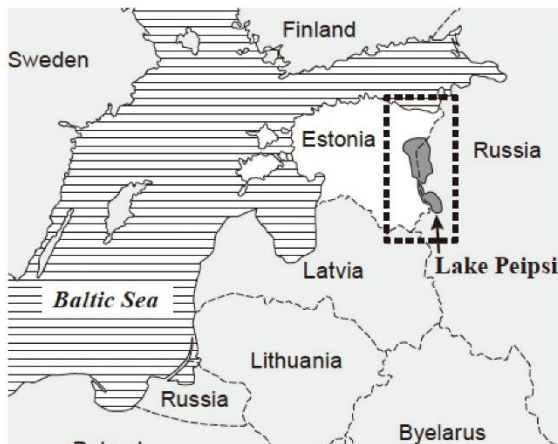 Finland
Sweden
Estonia
Russia
Lake Peipsi
Latvia
Baltic Sea
Lithuania
Russia
Byelarus